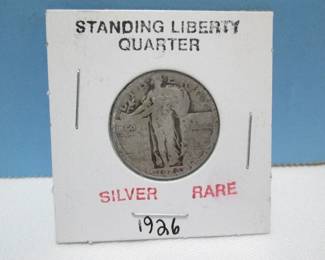 STANDING LIBERTY
QUARTER
SILVER RARE
1926